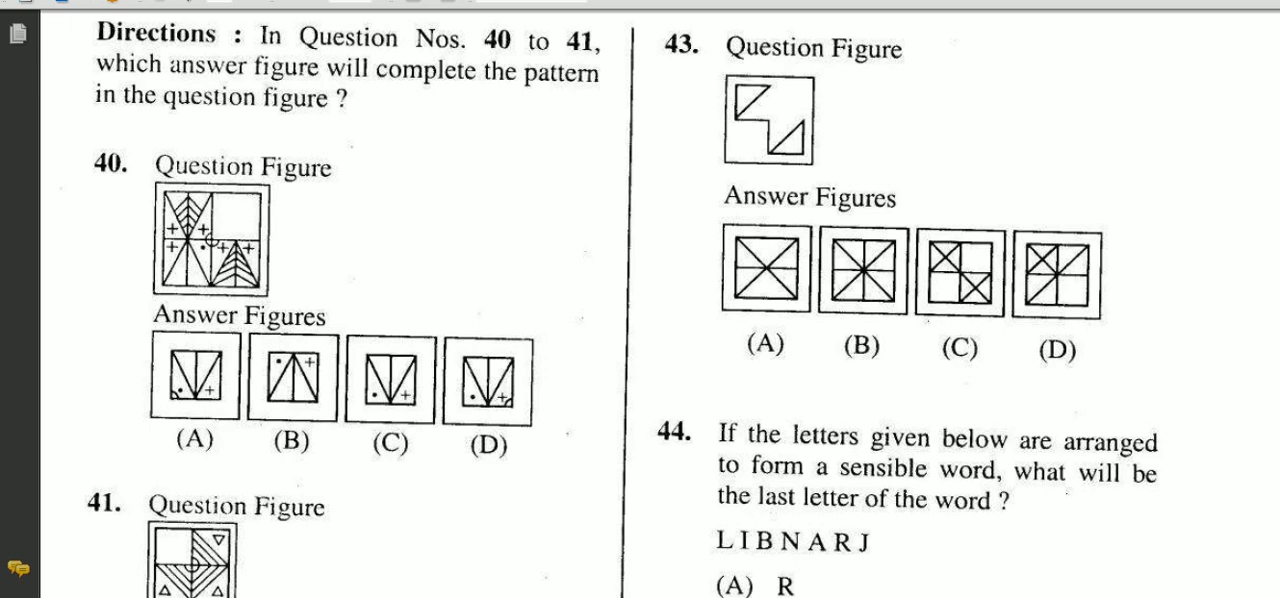 Directions : In Question Nos. 40 to 41,
which answer figure will complete the pattern
in the question figure ?
40. Question Figure
Answer Figures
(A) (B) (C) (D)
41. Question Figure
43. Question Figure
Answer Figures
(A) (B) (C) (D)
44. If the letters given below are arranged
to form a sensible word, what will be
the last letter of the word ?
L I B N A R J
(A) R